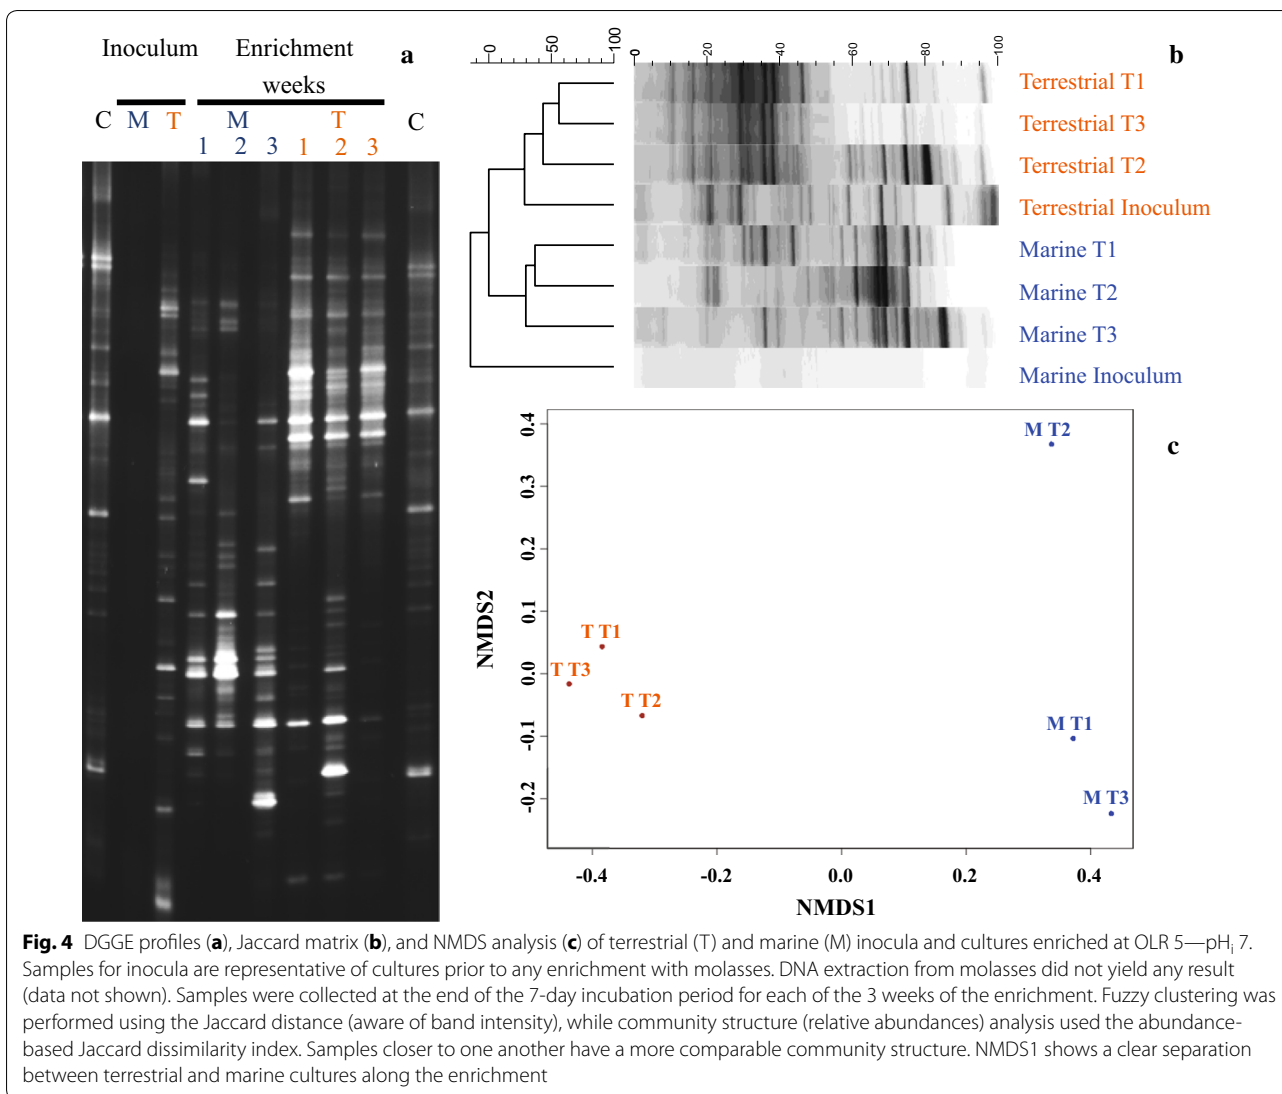 Inoculum Enrichment a
weeks
C M T M T C
1 2 3 1 2 3
0 50 100
0 20 40 60 80 100
b
Terrestrial T1
Terrestrial T3
Terrestrial T2
Terrestrial Inoculum
Marine T1
Marine T2
Marine T3
Marine Inoculum
c
NMDS2
0.4
0.3
0.2
0.1
0.0
-0.1
-0.2
M T2
T T1
T T3
T T2
M T1
M T3
-0.4 -0.2 0.0 0.2 0.4
NMDS1
Fig. 4 DGGE profiles (a), Jaccard matrix (b), and NMDS analysis (c) of terrestrial (T) and marine (M) inocula and cultures enriched at OLR 5—pHi 7.
Samples for inocula are representative of cultures prior to any enrichment with molasses. DNA extraction from molasses did not yield any result
(data not shown). Samples were collected at the end of the 7-day incubation period for each of the 3 weeks of the enrichment. Fuzzy clustering was
performed using the Jaccard distance (aware of band intensity), while community structure (relative abundances) analysis used the abundance-
based Jaccard dissimilarity index. Samples closer to one another have a more comparable community structure. NMDS1 shows a clear separation
between terrestrial and marine cultures along the enrichment